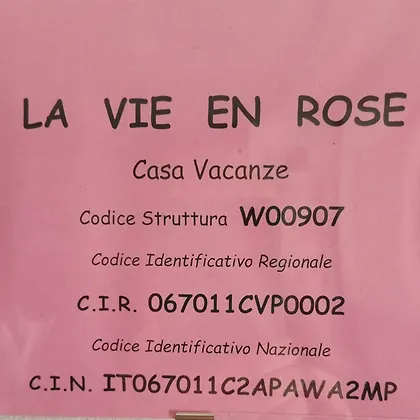 LA VIE EN ROSE
Casa Vacanze
Codice Struttura W00907
Codice Identificativo Regionale
C.I.R. 067011CVP0002
Codice Identificativo Nazionale
C.I.N. IT067011C2APAWA2MP